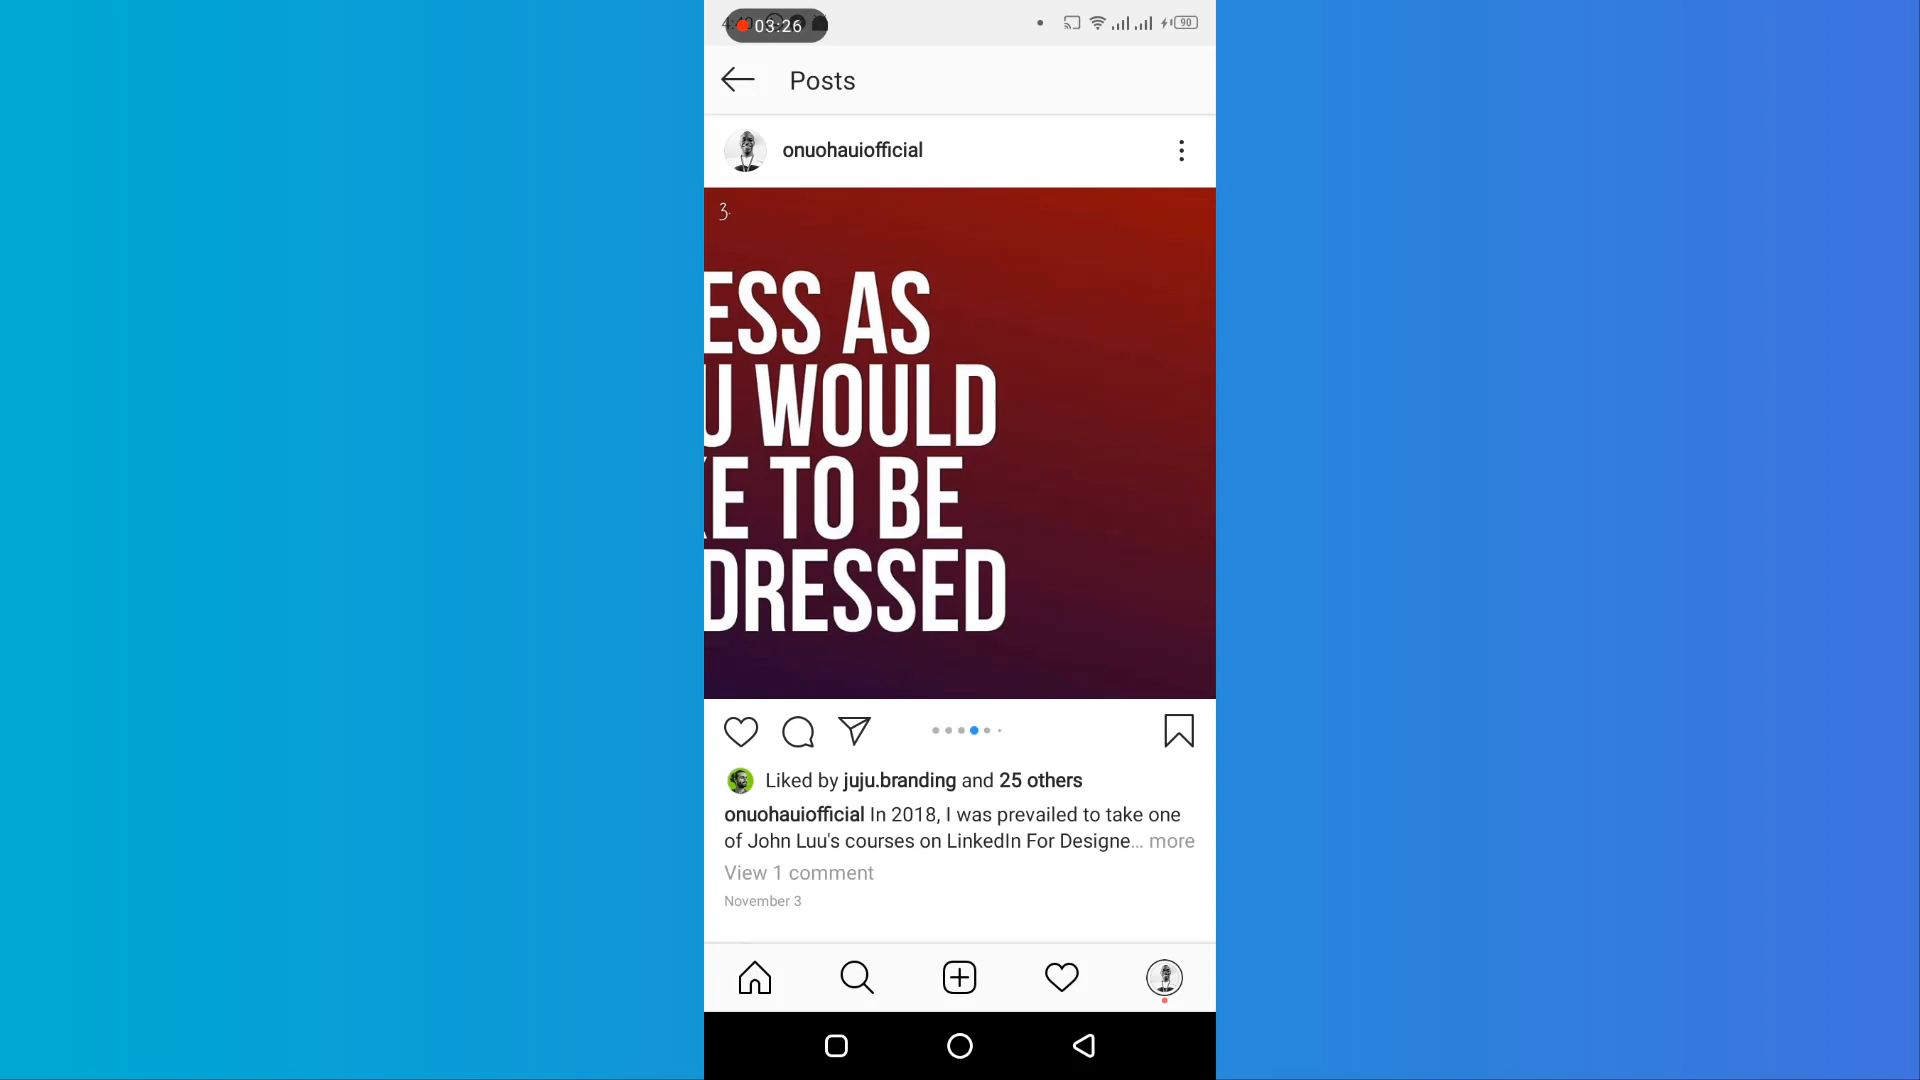 03:26
90
Posts
onuohauiofficial
3.
ESS AS
U WOULD
KE TO BE
DRESSED
Liked by juju.branding and 25 others
onuohauiofficial In 2018, I was prevailed to take one
of John Luu's courses on LinkedIn For Designe... more
View 1 comment
November 3